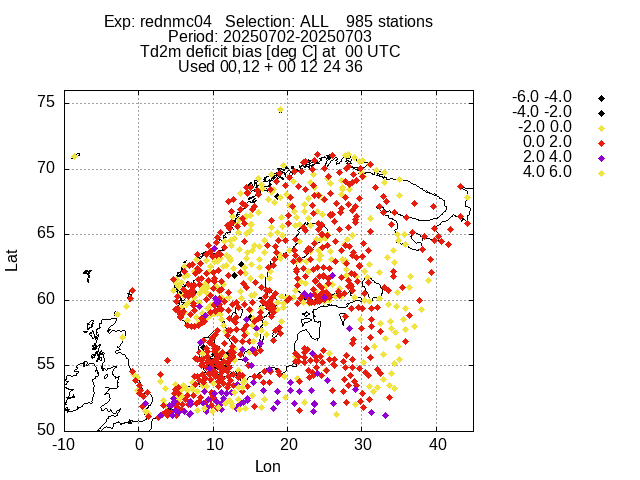 Exp: rednmc04 Selection: ALL 985 stations
Period: 20250702-20250703
Td2m deficit bias [deg C] at 00 UTC
Used 00,12 + 00 12 24 36
-6.0 -4.0
-4.0 -2.0
-2.0 0.0
0.0 2.0
2.0 4.0
4.0 6.0
75
70
65
60
55
50
Lat
-10 0 10 20 30 40
Lon